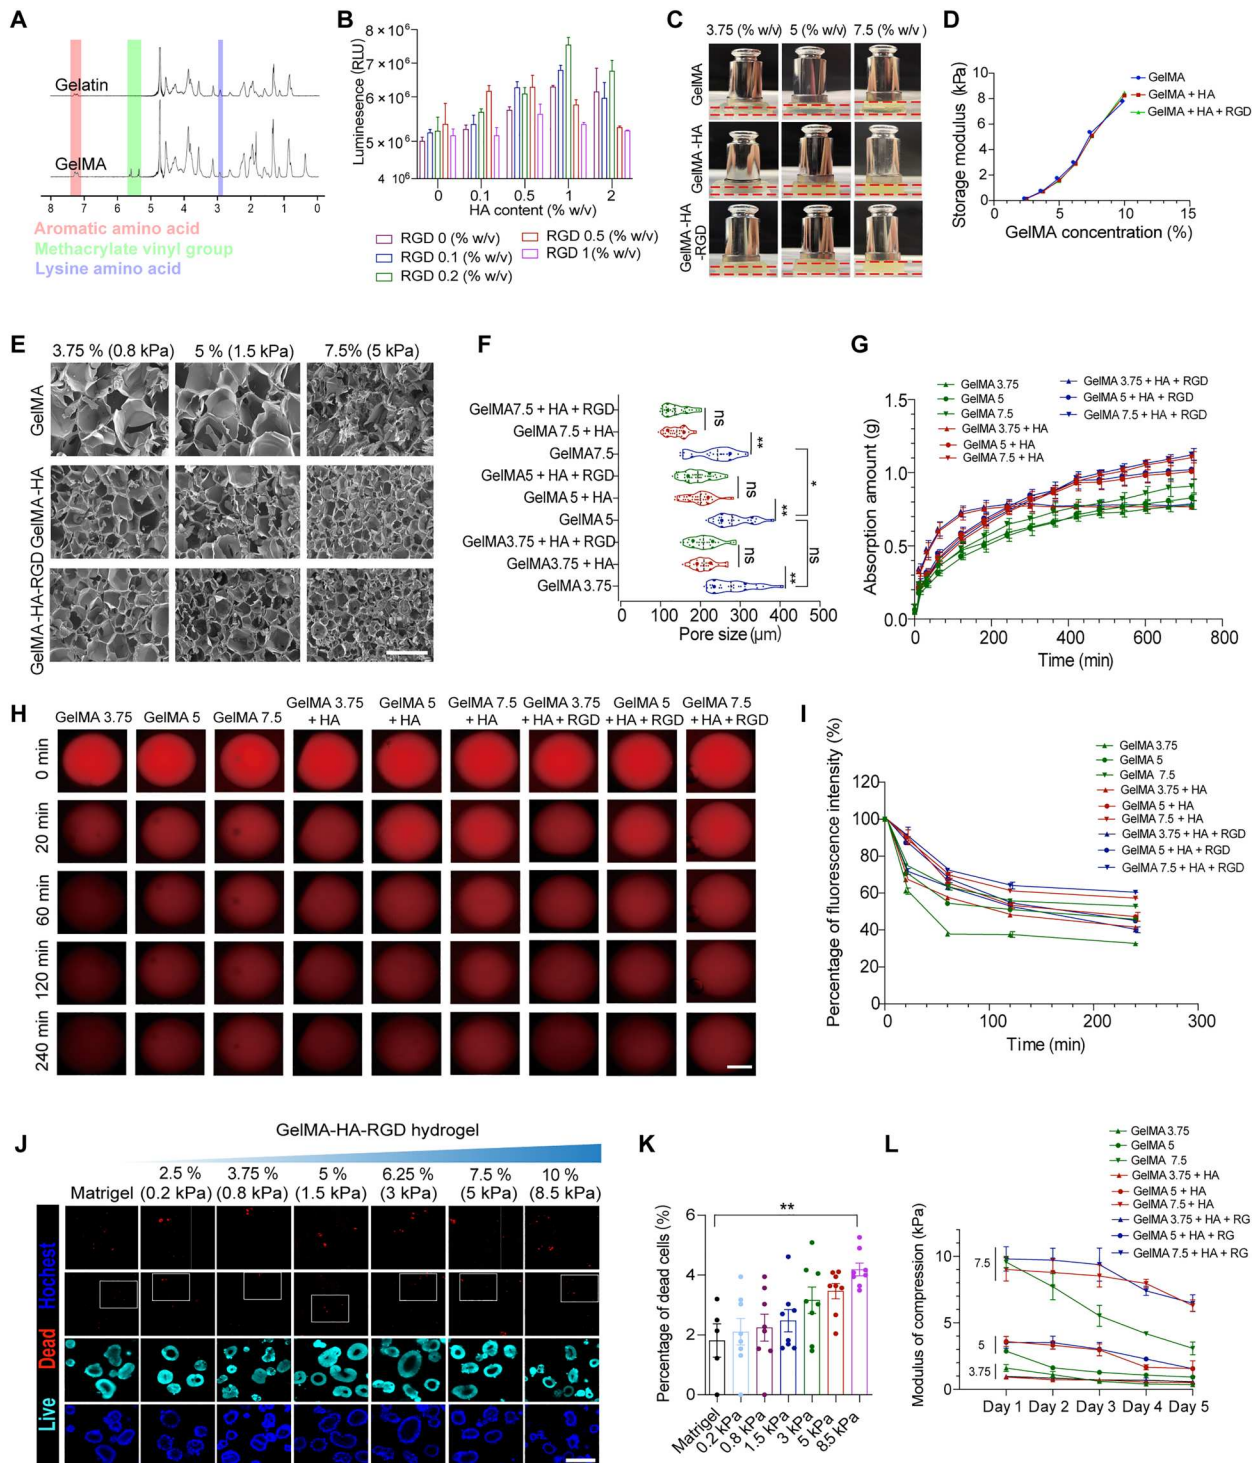 A
Gelatin
GelMA
8 7 6 5 4 3 2 1 0
Aromatic amino acid
Methacrylate vinyl group
Lysine amino acid
B
Luminesence (RLU)
8 × 10⁶
7 × 10⁶
6 × 10⁶
5 × 10⁶
4 10⁶
0 0.1 0.5 1 2
HA content (% w/v)
RGD 0 (% w/v)
RGD 0.1 (% w/v)
RGD 0.2 (% w/v)
RGD 0.5 (% w/v)
RGD 1 (% w/v)
C
3.75 (% w/v) 5 (% w/v) 7.5 (% w/v)
GelMA
GelMA -HA
GelMA -HA
-RGD
D
Storage modulus (kPa)
10
8
6
4
2
0
0 5 10 15
GelMA concentration (%)
GelMA
GelMA + HA
GelMA + HA + RGD
E
3.75 % (0.8 kPa) 5 % (1.5 kPa) 7.5% (5 kPa)
GelMA
GelMA-HA
GelMA-HA-RGD
F
GelMA7.5 + HA + RGD
GelMA 7.5 + HA
GelMA7.5
GelMA5 + HA + RGD
GelMA 5 + HA
GelMA 5
GelMA3.75 + HA + RGD
GelMA3.75 + HA
GelMA 3.75
ns
**
ns
**
*
ns
**
ns
0 100 200 300 400 500
Pore size (µm)
G
GelMA 3.75
GelMA 5
GelMA 7.5
GelMA 3.75 + HA
GelMA 5 + HA
GelMA 7.5 + HA
GelMA 3.75 + HA + RGD
GelMA 5 + HA + RGD
GelMA 7.5 + HA + RGD
Absorption amount (g)
1.5
1.0
0.5
0.0
0 200 400 600 800
Time (min)
H
GelMA 3.75
GelMA 5
GelMA 7.5
GelMA 3.75
+ HA
GelMA 5
+ HA
GelMA 7.5
+ HA
GelMA 3.75
+ HA + RGD
GelMA 5
+ HA + RGD
GelMA 7.5
+ HA + RGD
0 min
20 min
60 min
120 min
240 min
I
Percentage of fluorescence intensity (%)
120
100
80
60
40
20
0
0 100 200 300
Time (min)
GelMA 3.75
GelMA 5
GelMA 7.5
GelMA 3.75 + HA
GelMA 5 + HA
GelMA 7.5 + HA
GelMA 3.75 + HA + RGD
GelMA 5 + HA + RGD
GelMA 7.5 + HA + RGD
J
GelMA-HA-RGD hydrogel
Matrigel
2.5 %
(0.2 kPa)
3.75 %
(0.8 kPa)
5 %
(1.5 kPa)
6.25 %
(3 kPa)
7.5 %
(5 kPa)
10 %
(8.5 kPa)
Live Dead Hochest
K
Percentage of dead cells (%)
6
4
2
0
**
Matrigel
0.2 kPa
0.8 kPa
1.5 kPa
3 kPa
5 kPa
85 kPa
L
GelMA 3.75
GelMA 5
GelMA 7.5
GelMA 3.75 + HA
GelMA 5 + HA
GelMA 7.5 + HA
GelMA 3.75 + HA + RG
GelMA 5 + HA + RG
GelMA 7.5 + HA + RG
Modulus of compression (kPa)
10
5
0
7.5
5
3.75
Day 1 Day 2 Day 3 Day 4 Day 5